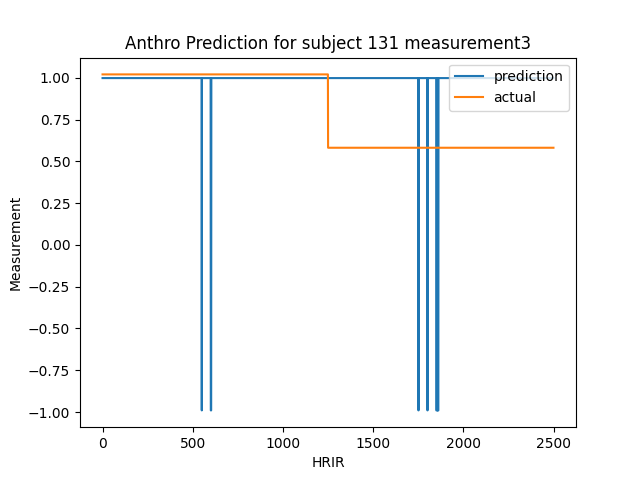 Anthro Prediction for subject 131 measurement3
prediction
actual
1.00
0.75
0.50
0.25
0.00
−0.25
−0.50
−0.75
−1.00
Measurement
0 500 1000 1500 2000 2500
HRIR